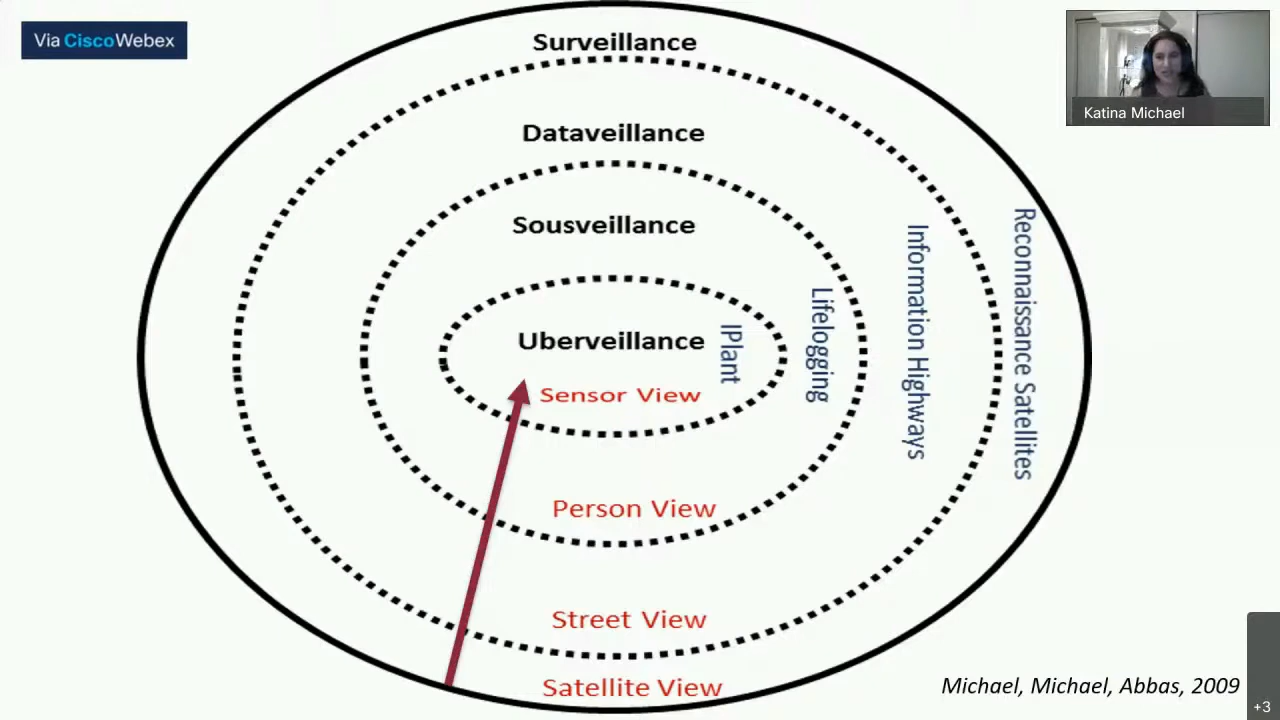 Via CiscoWebex
Katina Michael
Surveillance
Dataveillance
Sousveillance
Uberveillance
IPlant
Lifelogging
Information Highways
Reconnaissance Satellites
Sensor View
Person View
Street View
Satellite View
Michael, Michael, Abbas, 2009
+3